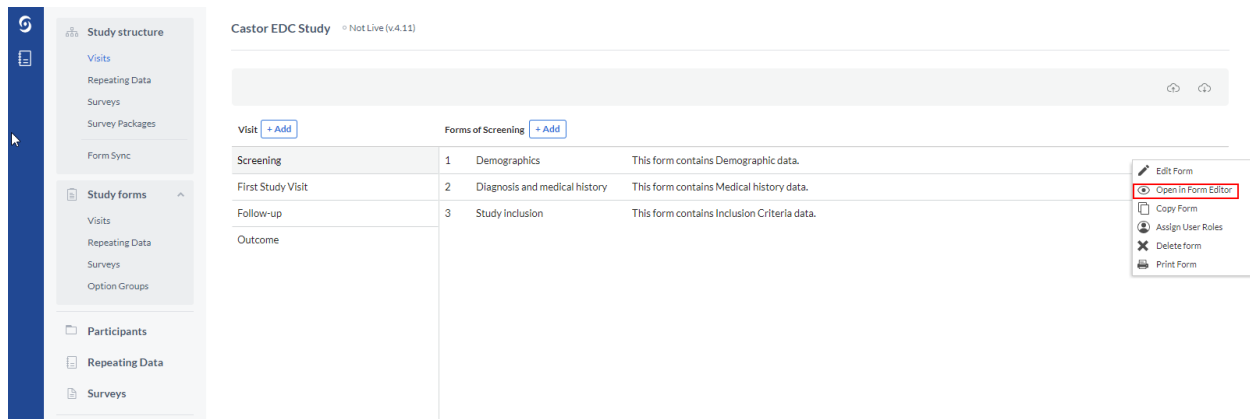 Study structure
Visits
Repeating Data
Surveys
Survey Packages
Form Sync
Study forms
Visits
Repeating Data
Surveys
Option Groups
Participants
Repeating Data
Surveys
Castor EDC Study Not Live (v.4.11)
Visit + Add
Forms of Screening + Add
Screening
First Study Visit
Follow-up
Outcome
1 Demographics This form contains Demographic data.
2 Diagnosis and medical history This form contains Medical history data.
3 Study inclusion This form contains Inclusion Criteria data.
Edit Form
Open in Form Editor
Copy Form
Assign User Roles
Delete form
Print Form